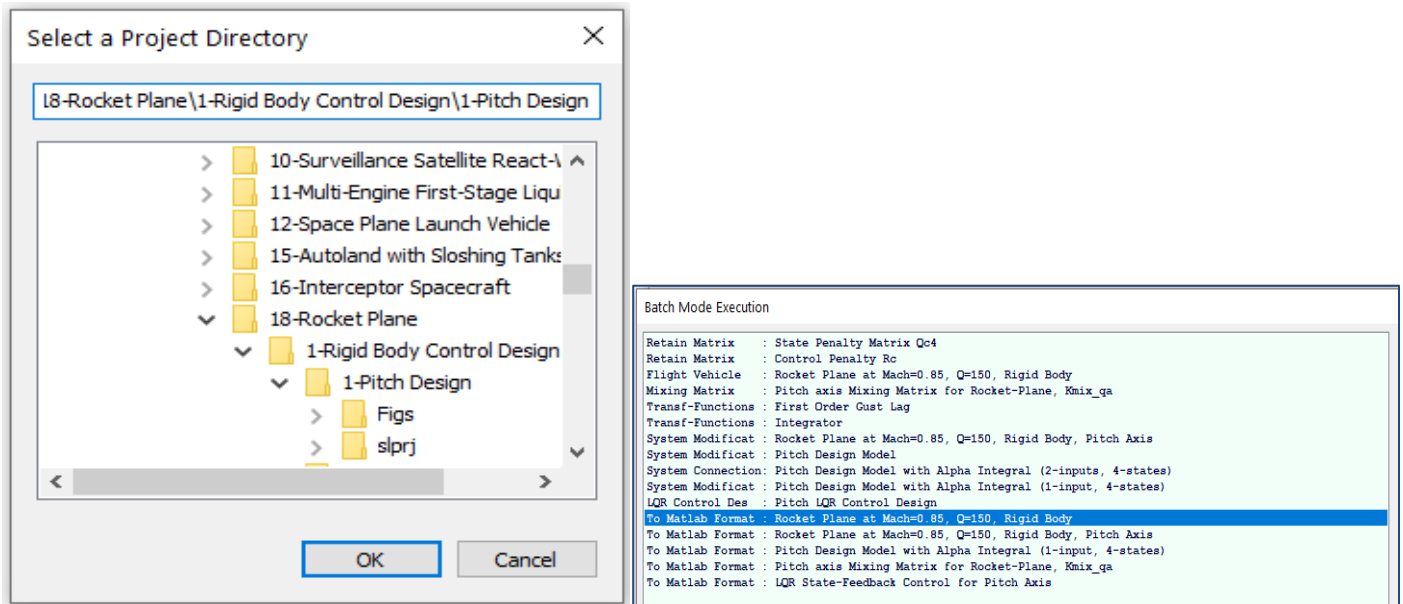 Select a Project Directory
18-Rocket Plane\1-Rigid Body Control Design\1-Pitch Design
10-Surveillance Satellite React-
11-Multi-Engine First-Stage Liqu
12-Space Plane Launch Vehicle
15-Autoland with Sloshing Tanks
16-Interceptor Spacecraft
18-Rocket Plane
1-Rigid Body Control Design
1-Pitch Design
Figs
slprj
OK Cancel
Batch Mode Execution
Retain Matrix : State Penalty Matrix Qc4
Retain Matrix : Control Penalty Rc
Flight Vehicle : Rocket Plane at Mach=0.85, Q=150, Rigid Body
Mixing Matrix : Pitch axis Mixing Matrix for Rocket-Plane, Kmix_qa
Transf-Functions : First Order Gust Lag
Transf-Functions : Integrator
System Modificat : Rocket Plane at Mach=0.85, Q=150, Rigid Body, Pitch Axis
System Modificat : Pitch Design Model
System Connection: Pitch Design Model with Alpha Integral (2-inputs, 4-states)
System Modificat : Pitch Design Model with Alpha Integral (1-input, 4-states)
LQR Control Des : Pitch LQR Control Design
To Matlab Format : Rocket Plane at Mach=0.85, Q=150, Rigid Body
To Matlab Format : Rocket Plane at Mach=0.85, Q=150, Rigid Body, Pitch Axis
To Matlab Format : Pitch Design Model with Alpha Integral (1-input, 4-states)
To Matlab Format : Pitch axis Mixing Matrix for Rocket-Plane, Kmix_qa
To Matlab Format : LQR State-Feedback Control for Pitch Axis